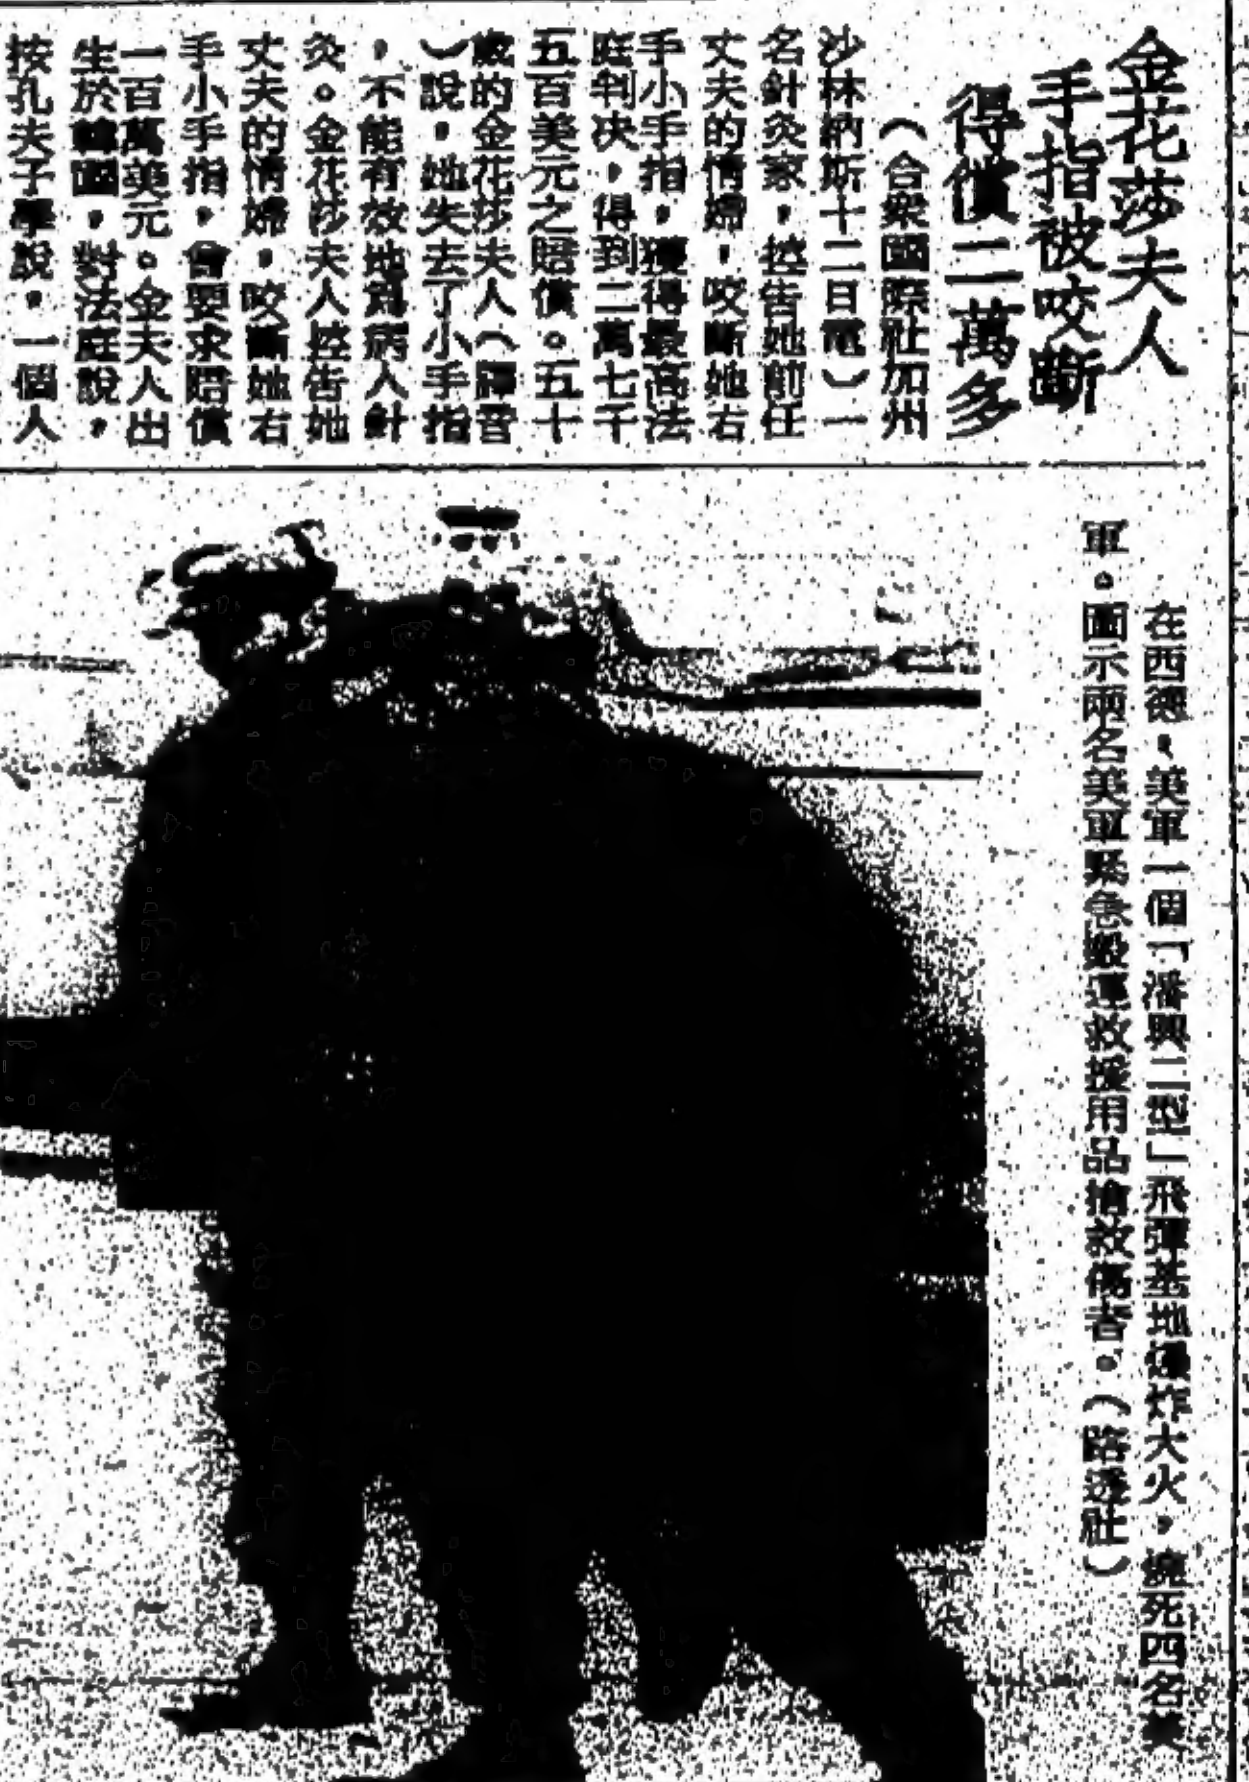 金花莎夫人
手指被咬斷
得償二萬多
（合衆國際社加州
沙林納斯十二日電）一
名針灸家，控告她前任
丈夫的情婦，咬斷她右
手小手指，獲得最高法
庭判决，得到二萬七千
五百美元之賠償。五十
歲的金花莎夫人（譯音
）說，她失去了小手指
，不能有效地爲病人針
灸。金花莎夫人控告她
丈夫的情婦，咬斷她右
手小手指，曾要求賠償
一百萬美元。金夫人出
生於韓國，對法庭說，
按孔夫子學說，一個人
在西德，美軍一個「潘興二型」飛彈基地爆炸大火，燒死四名美
軍。圖示兩名美軍緊急搬運救援用品搶救傷者。（路透社）